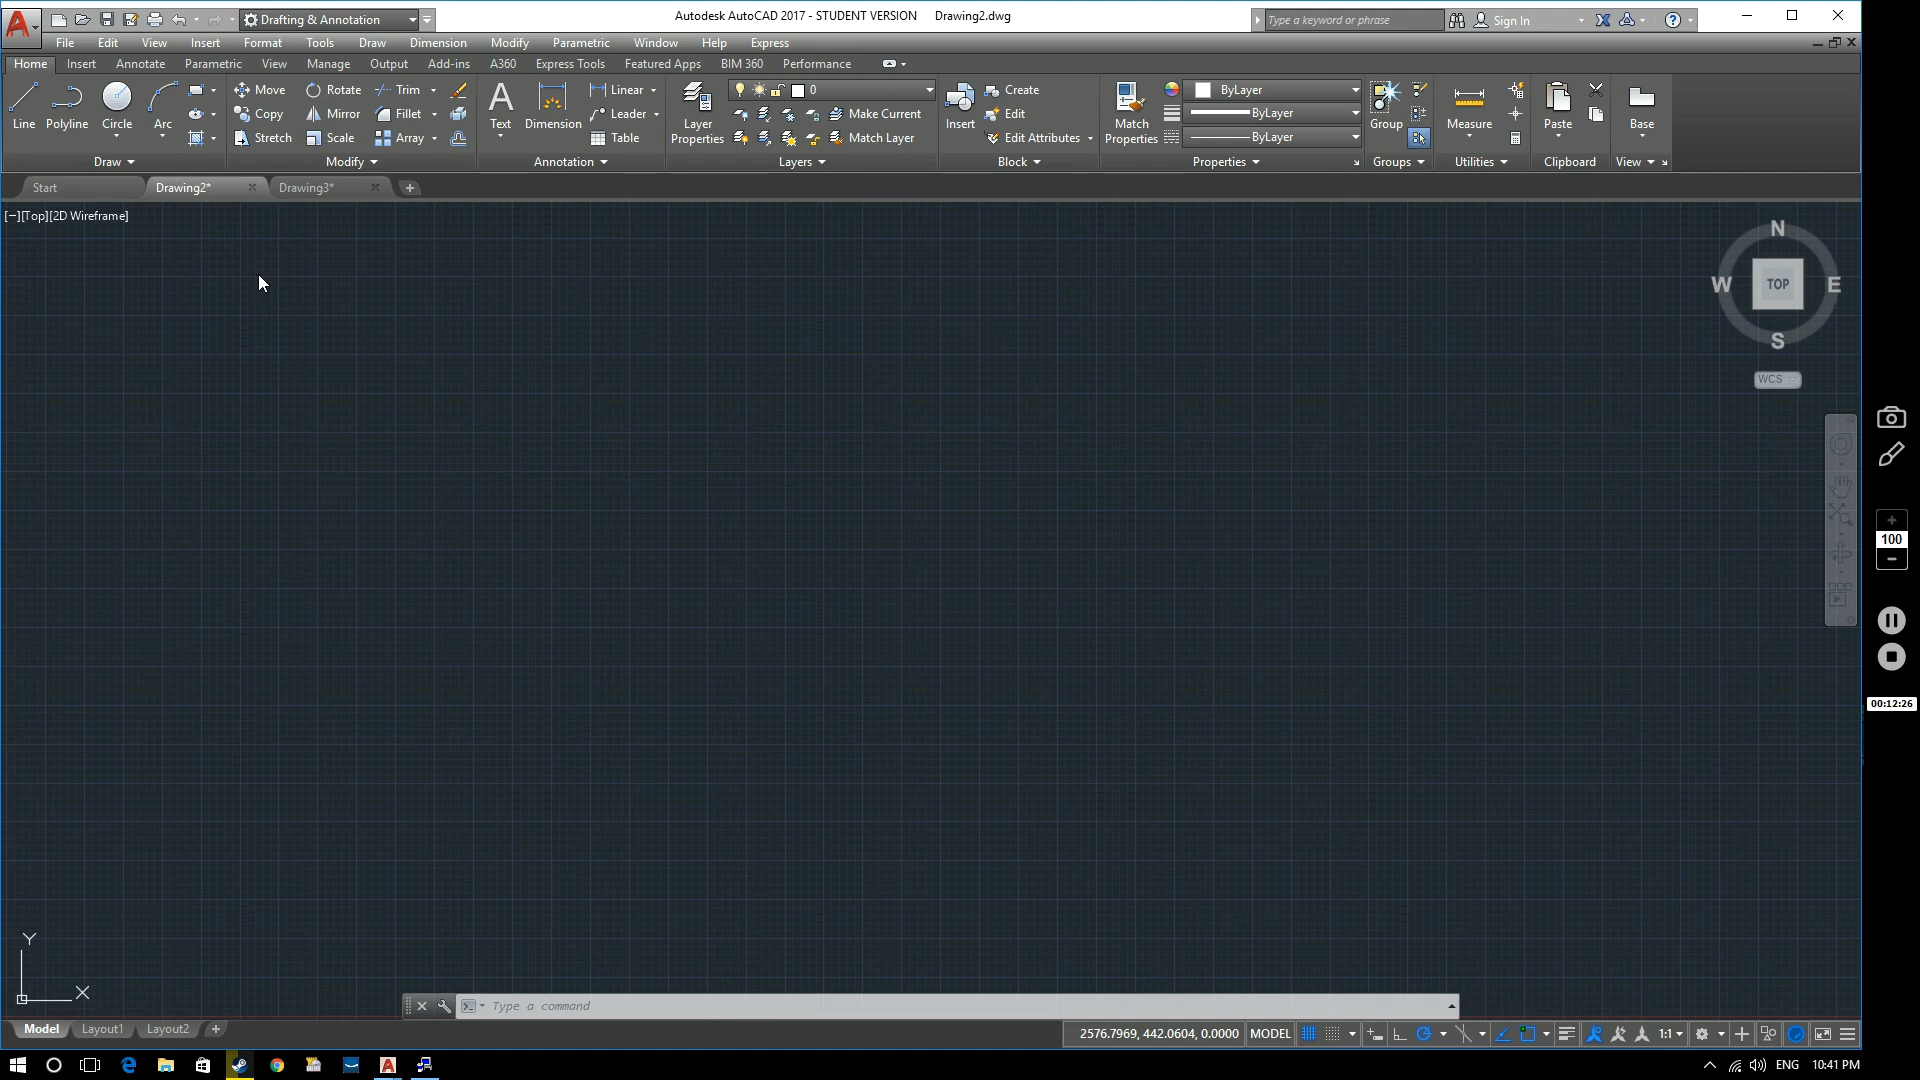 Drafting & Annotation
Autodesk AutoCAD 2017 - STUDENT VERSION Drawing2.dwg
Type a keyword or phrase
Sign In
File Edit View Insert Format Tools Draw Dimension Modify Parametric Window Help Express
Home Insert Annotate Parametric View Manage Output Add-ins A360 Express Tools Featured Apps BIM 360 Performance
Line Polyline Circle Arc
Move Rotate Trim
Copy Mirror Fillet
Stretch Scale Array
Text Dimension
Linear
Leader
Table
Layer Properties
0
Make Current
Match Layer
Insert
Create
Edit
Edit Attributes
Match Properties
ByLayer
ByLayer
ByLayer
Group
Measure
Paste
Base
Draw Modify Annotation Layers Block Properties Groups Utilities Clipboard View
Start Drawing2* Drawing3*
[−][Top][2D Wireframe]
N
W TOP E
S
WCS
100
00:12:26
Y
X
Type a command
Model Layout1 Layout2
2576.7969, 442.0604, 0.0000 MODEL
1:1
ENG 10:41 PM